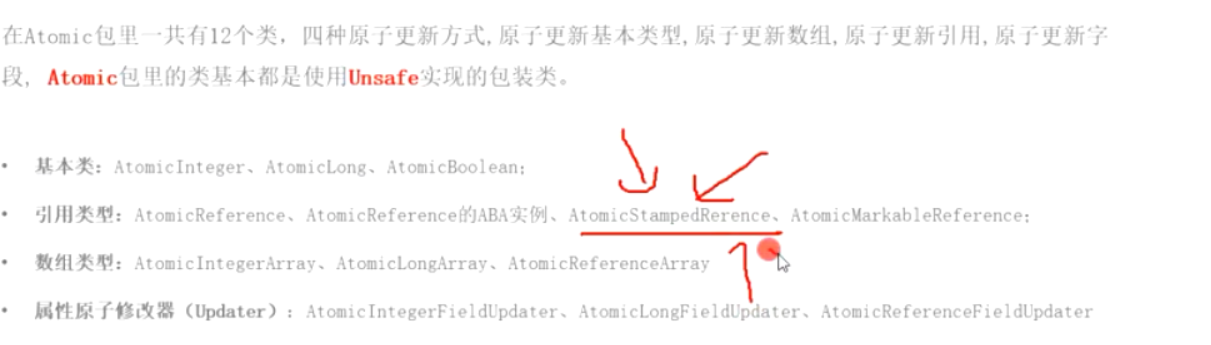 在Atomic包里一共有12个类，四种原子更新方式,原子更新基本类型,原子更新数组,原子更新引用,原子更新字
段，Atomic包里的类基本都是使用Unsafe实现的包装类。
• 基本类：AtomicInteger、AtomicLong、AtomicBoolean;
• 引用类型：AtomicReference、AtomicReference的ABA实例、AtomicStampedRerence、AtomicMarkableReference;
• 数组类型：AtomicIntegerArray、AtomicLongArray、AtomicReferenceArray
• 属性原子修改器（Updater）：AtomicIntegerFieldUpdater、AtomicLongFieldUpdater、AtomicReferenceFieldUpdater